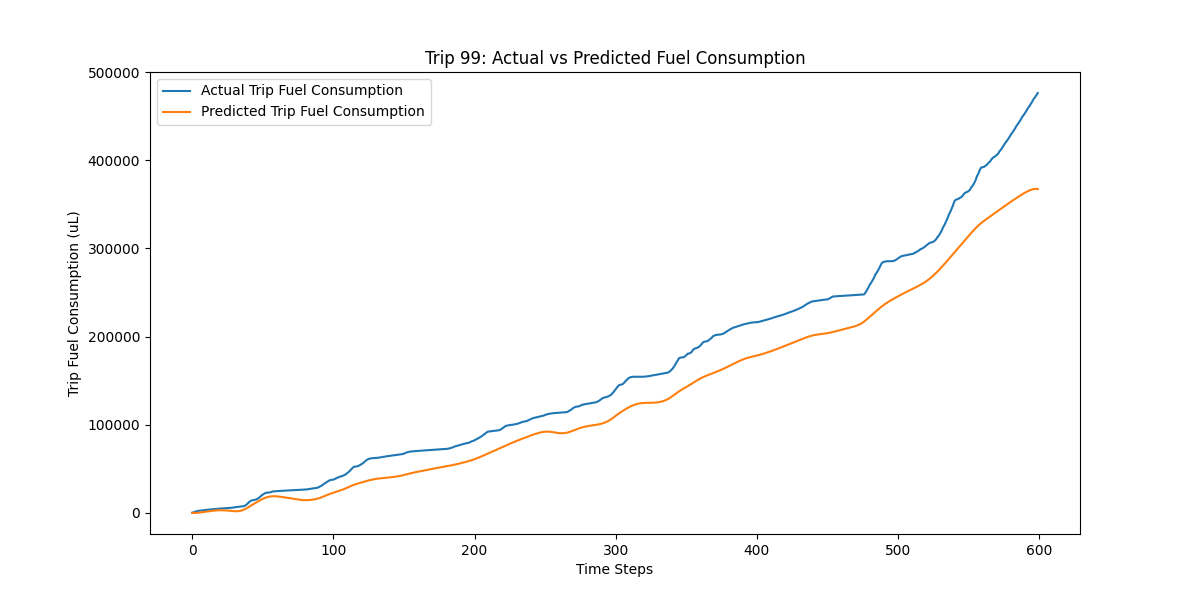 Trip 99: Actual vs Predicted Fuel Consumption
Actual Trip Fuel Consumption
Predicted Trip Fuel Consumption
Trip Fuel Consumption (uL)
500000
400000
300000
200000
100000
0
0 100 200 300 400 500 600
Time Steps